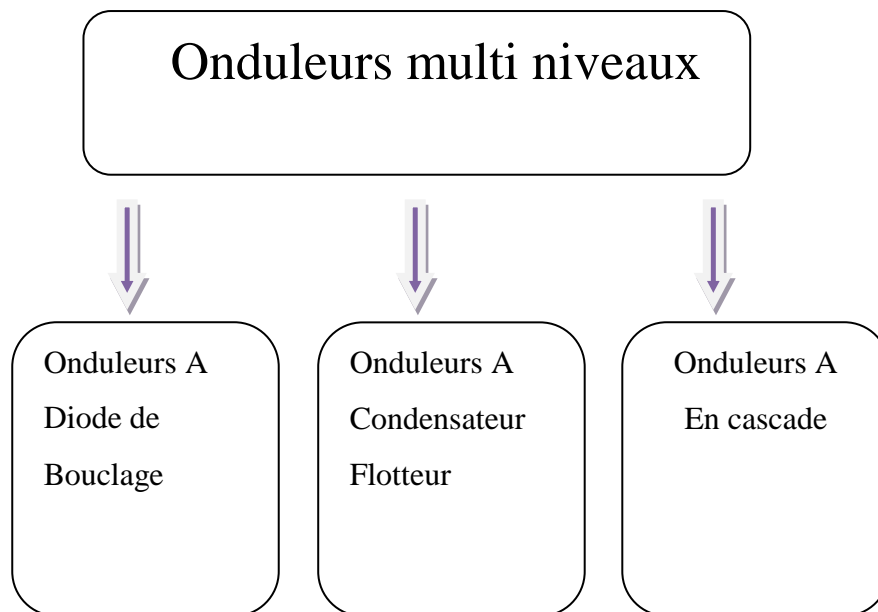 Onduleurs multi niveaux
Onduleurs A
Diode de
Bouclage
Onduleurs A
Condensateur
Flotteur
Onduleurs A
En cascade